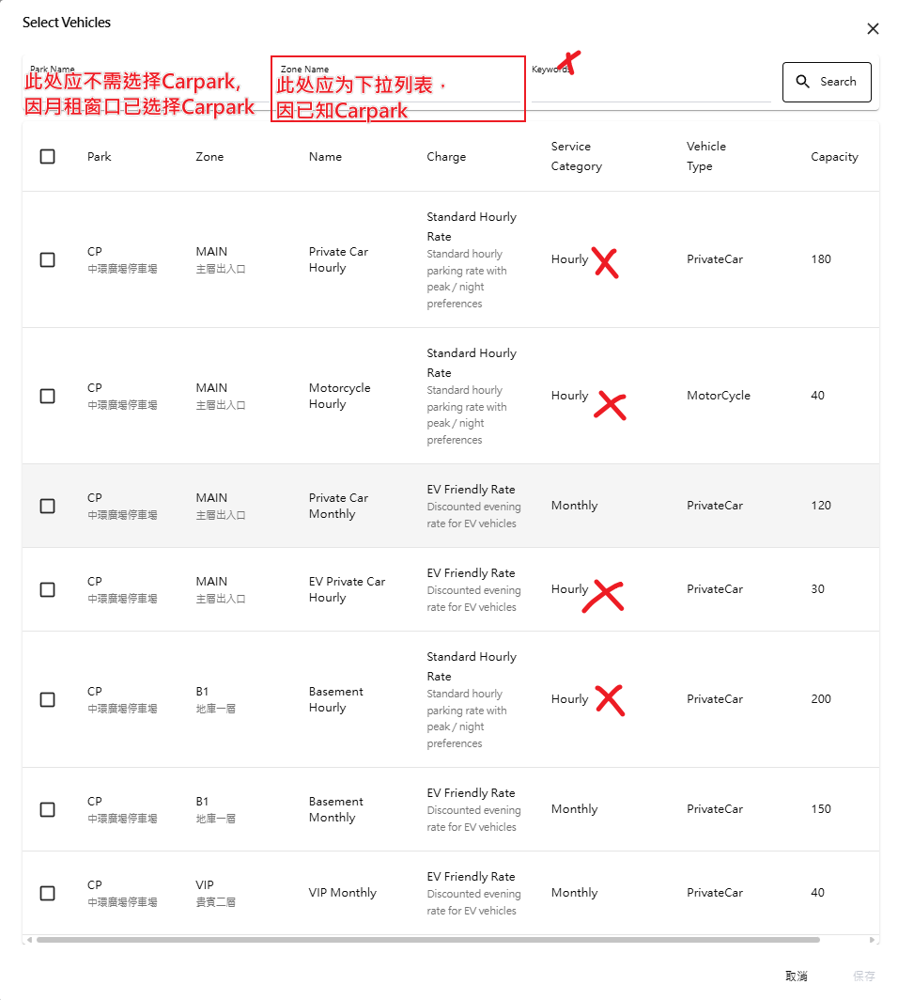 Select Vehicles
Park Name
Zone Name
Keywords
此处应不需選擇Carpark,
因月租窗口已選擇Carpark
此处应为下拉列表，
因已知Carpark
Search
Park
Zone
Name
Charge
Service
Category
Vehicle
Type
Capacity
CP
中環廣場停車場
MAIN
主層出入口
Private Car
Hourly
Standard Hourly
Rate
Standard hourly
parking rate with
peak / night
preferences
Hourly
PrivateCar
180
CP
中環廣場停車場
MAIN
主層出入口
Motorcycle
Hourly
Standard Hourly
Rate
Standard hourly
parking rate with
peak / night
preferences
Hourly
MotorCycle
40
CP
中環廣場停車場
MAIN
主層出入口
Private Car
Monthly
EV Friendly Rate
Discounted evening
rate for EV vehicles
Monthly
PrivateCar
120
CP
中環廣場停車場
MAIN
主層出入口
EV Private Car
Hourly
EV Friendly Rate
Discounted evening
rate for EV vehicles
Hourly
PrivateCar
30
CP
中環廣場停車場
B1
地庫一層
Basement
Hourly
Standard Hourly
Rate
Standard hourly
parking rate with
peak / night
preferences
Hourly
PrivateCar
200
CP
中環廣場停車場
B1
地庫一層
Basement
Monthly
EV Friendly Rate
Discounted evening
rate for EV vehicles
Monthly
PrivateCar
150
CP
中環廣場停車場
VIP
貴賓二層
VIP Monthly
EV Friendly Rate
Discounted evening
rate for EV vehicles
Monthly
PrivateCar
40
取消
保存